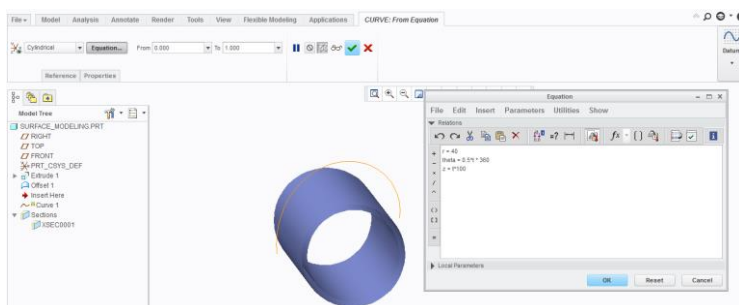 File Model Analysis Annotate Render Tools View Flexible Modeling Applications CURVE: From Equation
Cylindrical Equation... From 0.000 To 1.000
Datum
Reference Properties
Model Tree
SURFACE_MODELING.PRT
RIGHT
TOP
FRONT
PRT_CSYS_DEF
Extrude 1
Offset 1
Insert Here
Curve 1
Sections
XSEC0001
Equation
File Edit Insert Parameters Utilities Show
Relations
r = 40
theta = 0.5*t * 360
z = t*100
Local Parameters
OK Reset Cancel